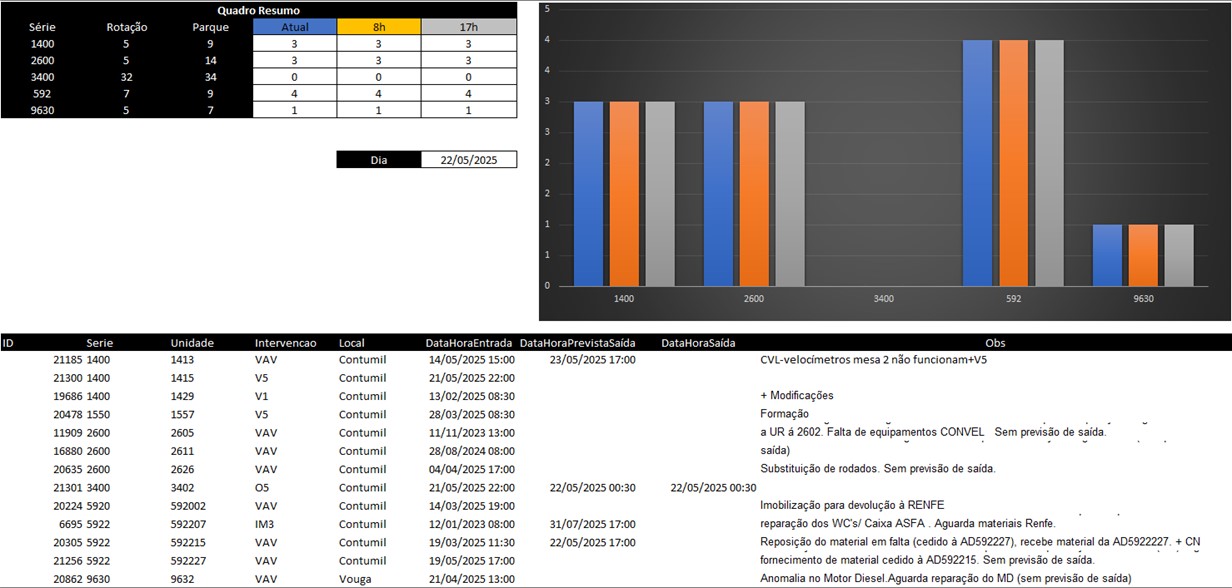 Quadro Resumo
Série Rotação Parque Atual 8h 17h
1400 5 9 3 3 3
2600 5 14 3 3 3
3400 32 34 0 0 0
592 7 9 4 4 4
9630 5 7 1 1 1
Dia 22/05/2025
5
4
4
3
3
2
2
1
1
0
1400 2600 3400 592 9630
ID Serie Unidade Intervencao Local DataHoraEntrada DataHoraPrevistaSaída DataHoraSaída Obs
21185 1400 1413 VAV Contumil 14/05/2025 15:00 23/05/2025 17:00 CVL-velocímetros mesa 2 não funcionam+V5
21300 1400 1415 V5 Contumil 21/05/2025 22:00
19686 1400 1429 V1 Contumil 13/02/2025 08:30 + Modificações
20478 1550 1557 V5 Contumil 28/03/2025 08:30 Formação
11909 2600 2605 VAV Contumil 11/11/2023 13:00 a UR á 2602. Falta de equipamentos CONVEL Sem previsão de saída.
16880 2600 2611 VAV Contumil 28/08/2024 08:00 saída)
20635 2600 2626 VAV Contumil 04/04/2025 17:00 Substituição de rodados. Sem previsão de saída.
21301 3400 3402 O5 Contumil 21/05/2025 22:00 22/05/2025 00:30 22/05/2025 00:30
20224 5920 592002 VAV Contumil 14/03/2025 19:00 Imobilização para devolução à RENFE
6695 5922 592207 IM3 Contumil 12/01/2023 08:00 31/07/2025 17:00 reparação dos WC's/ Caixa ASFA . Aguarda materiais Renfe.
20305 5922 592215 VAV Contumil 19/03/2025 11:30 22/05/2025 17:00 Reposição do material em falta (cedido à AD592227), recebe material da AD5922227. + CN
21256 5922 592227 VAV Contumil 19/05/2025 17:00 fornecimento de material cedido à AD592215. Sem previsão de saída.
20862 9630 9632 VAV Vouga 21/04/2025 13:00 Anomalia no Motor Diesel.Aguarda reparação do MD (sem previsão de saída)